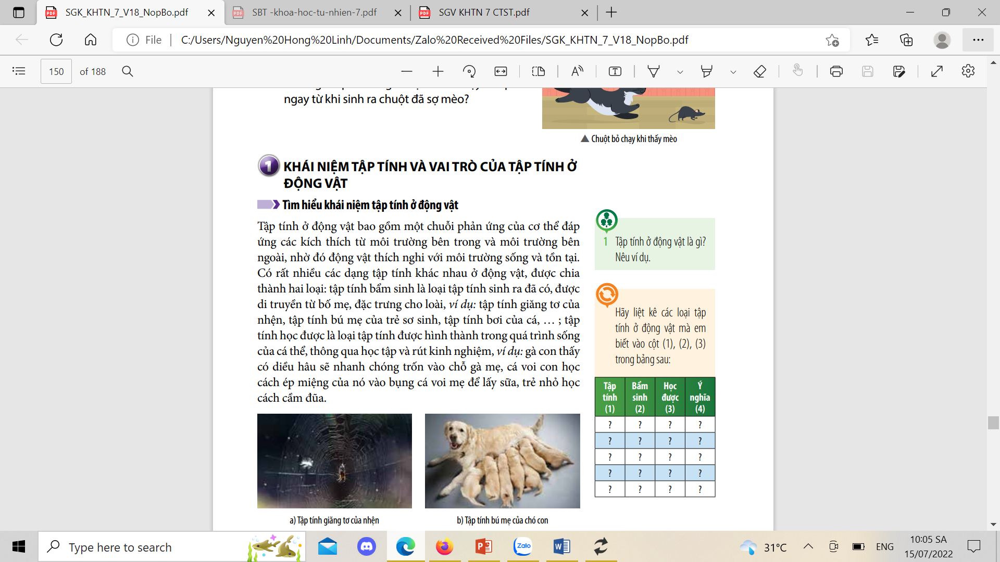 SGK_KHTN_7_V18_NopBo.pdf
SBT -khoa-hoc-tu-nhien-7.pdf
SGV KHTN 7 CTST.pdf
File
C:/Users/Nguyen%20Hong%20Linh/Documents/Zalo%20Received%20Files/SGK_KHTN_7_V18_NopBo.pdf
150 of 188
ngay từ khi sinh ra chuột đã sợ mèo?
▲ Chuột bỏ chạy khi thấy mèo
1 KHÁI NIỆM TẬP TÍNH VÀ VAI TRÒ CỦA TẬP TÍNH Ở
ĐỘNG VẬT
Tìm hiểu khái niệm tập tính ở động vật
Tập tính ở động vật bao gồm một chuỗi phản ứng của cơ thể đáp
ứng các kích thích từ môi trường bên trong và môi trường bên
ngoài, nhờ đó động vật thích nghi với môi trường sống và tồn tại.
Có rất nhiều các dạng tập tính khác nhau ở động vật, được chia
thành hai loại: tập tính bẩm sinh là loại tập tính sinh ra đã có, được
di truyền từ bố mẹ, đặc trưng cho loài, ví dụ: tập tính giăng tơ của
nhện, tập tính bú mẹ của trẻ sơ sinh, tập tính bơi của cá, … ; tập
tính học được là loại tập tính được hình thành trong quá trình sống
của cá thể, thông qua học tập và rút kinh nghiệm, ví dụ: gà con thấy
có diều hâu sẽ nhanh chóng trốn vào chỗ gà mẹ, cá voi con học
cách ép miệng của nó vào bụng cá voi mẹ để lấy sữa, trẻ nhỏ học
cách cầm đũa.
a) Tập tính giăng tơ của nhện
b) Tập tính bú mẹ của chó con
1 Tập tính ở động vật là gì?
Nêu ví dụ.
Hãy liệt kê các loại tập
tính ở động vật mà em
biết vào cột (1), (2), (3)
trong bảng sau:
Tập tính (1) Bẩm sinh (2) Học được (3) Ý nghĩa (4)
? ? ? ?
? ? ? ?
? ? ? ?
? ? ? ?
? ? ? ?
Type here to search
Zalo
31°C
ENG
10:05 SA
15/07/2022